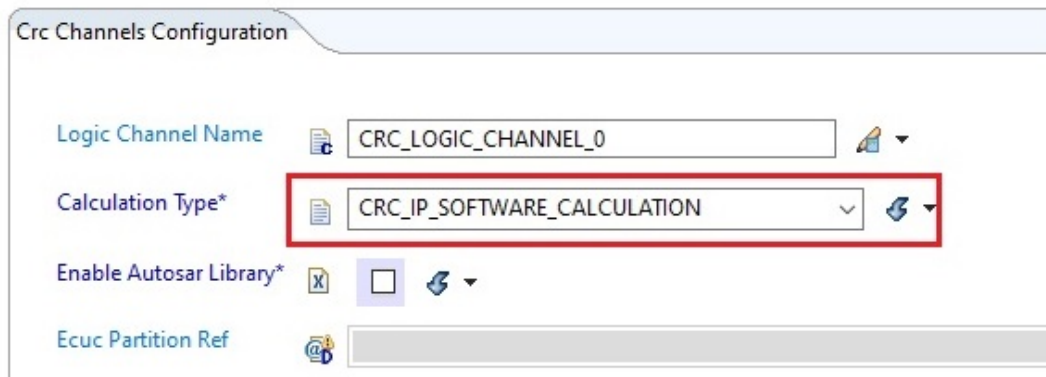 Crc Channels Configuration
Logic Channel Name CRC_LOGIC_CHANNEL_0
Calculation Type* CRC_IP_SOFTWARE_CALCULATION
Enable Autosar Library*
Ecuc Partition Ref